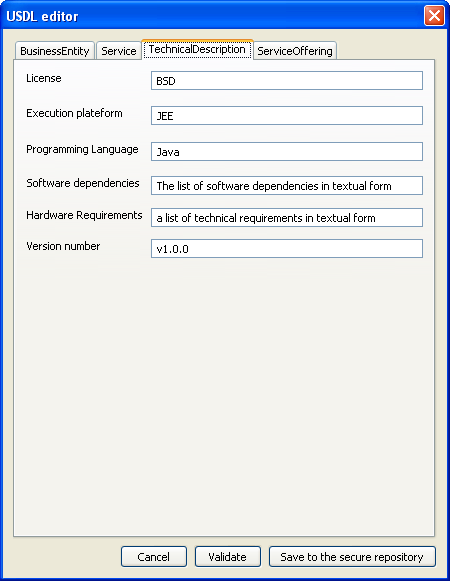 USDL editor
BusinessEntity Service TechnicalDescription ServiceOffering
License BSD
Execution plateform JEE
Programming Language Java
Software dependencies The list of software dependencies in textual form
Hardware Requirements a list of technical requirements in textual form
Version number v1.0.0
Cancel Validate Save to the secure repository